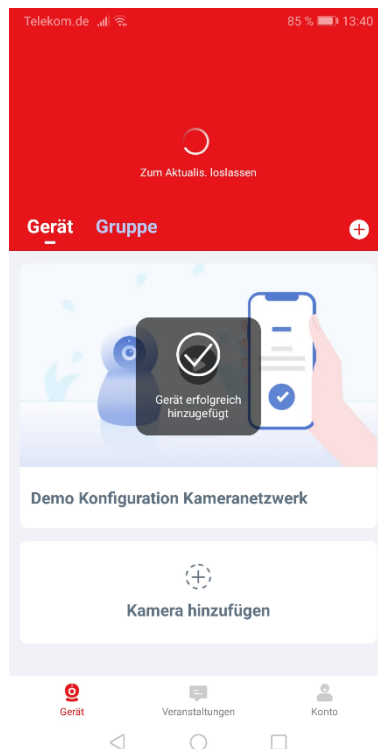 Telekom.de 85 % 13:40
Zum Aktualis. loslassen
Gerät Gruppe
Gerät erfolgreich
hinzugefügt
Demo Konfiguration Kameranetzwerk
Kamera hinzufügen
Gerät Veranstaltungen Konto